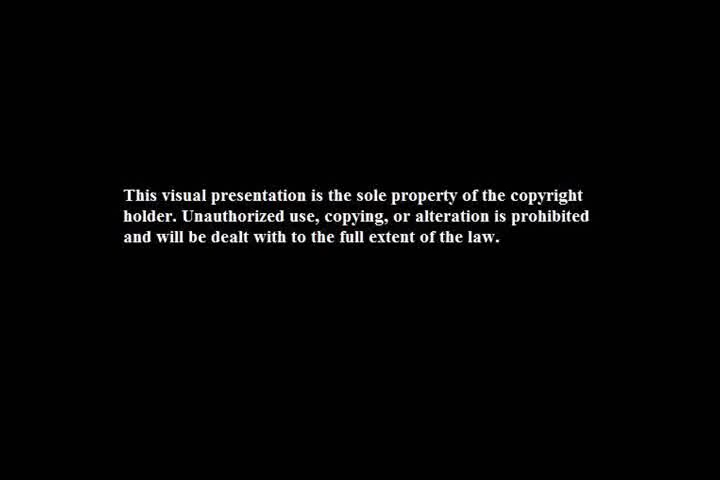 This visual presentation is the sole property of the copyright
holder. Unauthorized use, copying, or alteration is prohibited
and will be dealt with to the full extent of the law.